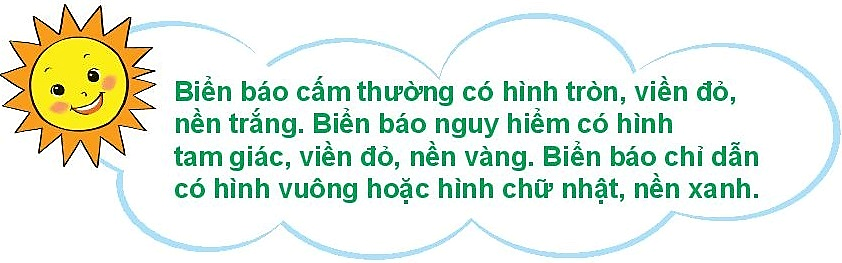 Biển báo cấm thường có hình tròn, viền đỏ,
nền trắng. Biển báo nguy hiểm có hình
tam giác, viền đỏ, nền vàng. Biển báo chỉ dẫn
có hình vuông hoặc hình chữ nhật, nền xanh.